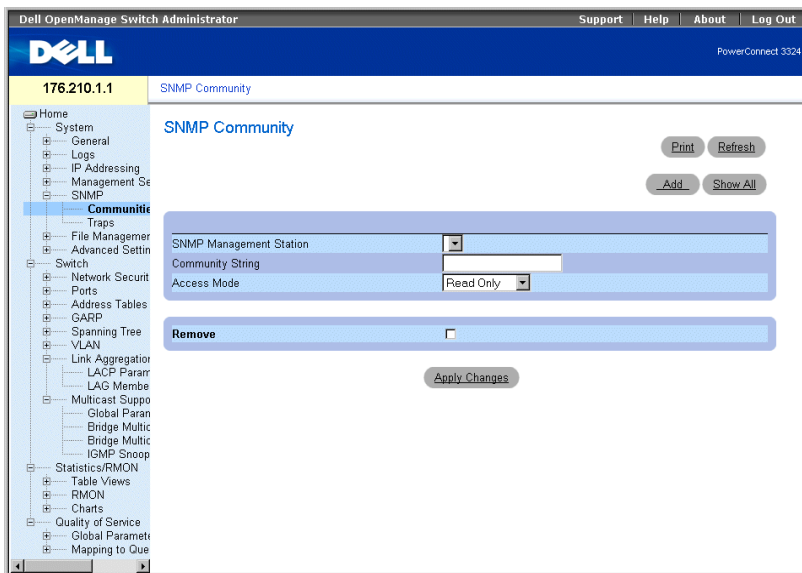 Dell OpenManage Switch Administrator
Support | Help | About | Log Out
DELL
PowerConnect 3324
176.210.1.1
SNMP Community
Home
System
General
Logs
IP Addressing
Management Se
SNMP
Communitie
Traps
File Managemer
Advanced Settin
Switch
Network Securit
Ports
Address Tables
GARP
Spanning Tree
VLAN
Link Aggregation
LACP Param
LAG Membe
Multicast Suppo
Global Paran
Bridge Multic
Bridge Multic
IGMP Snoop
Statistics/RMON
Table Views
RMON
Charts
Quality of Service
Global Paramete
Mapping to Que
SNMP Community
Print Refresh
Add Show All
SNMP Management Station
Community String
Access Mode Read Only
Remove
Apply Changes